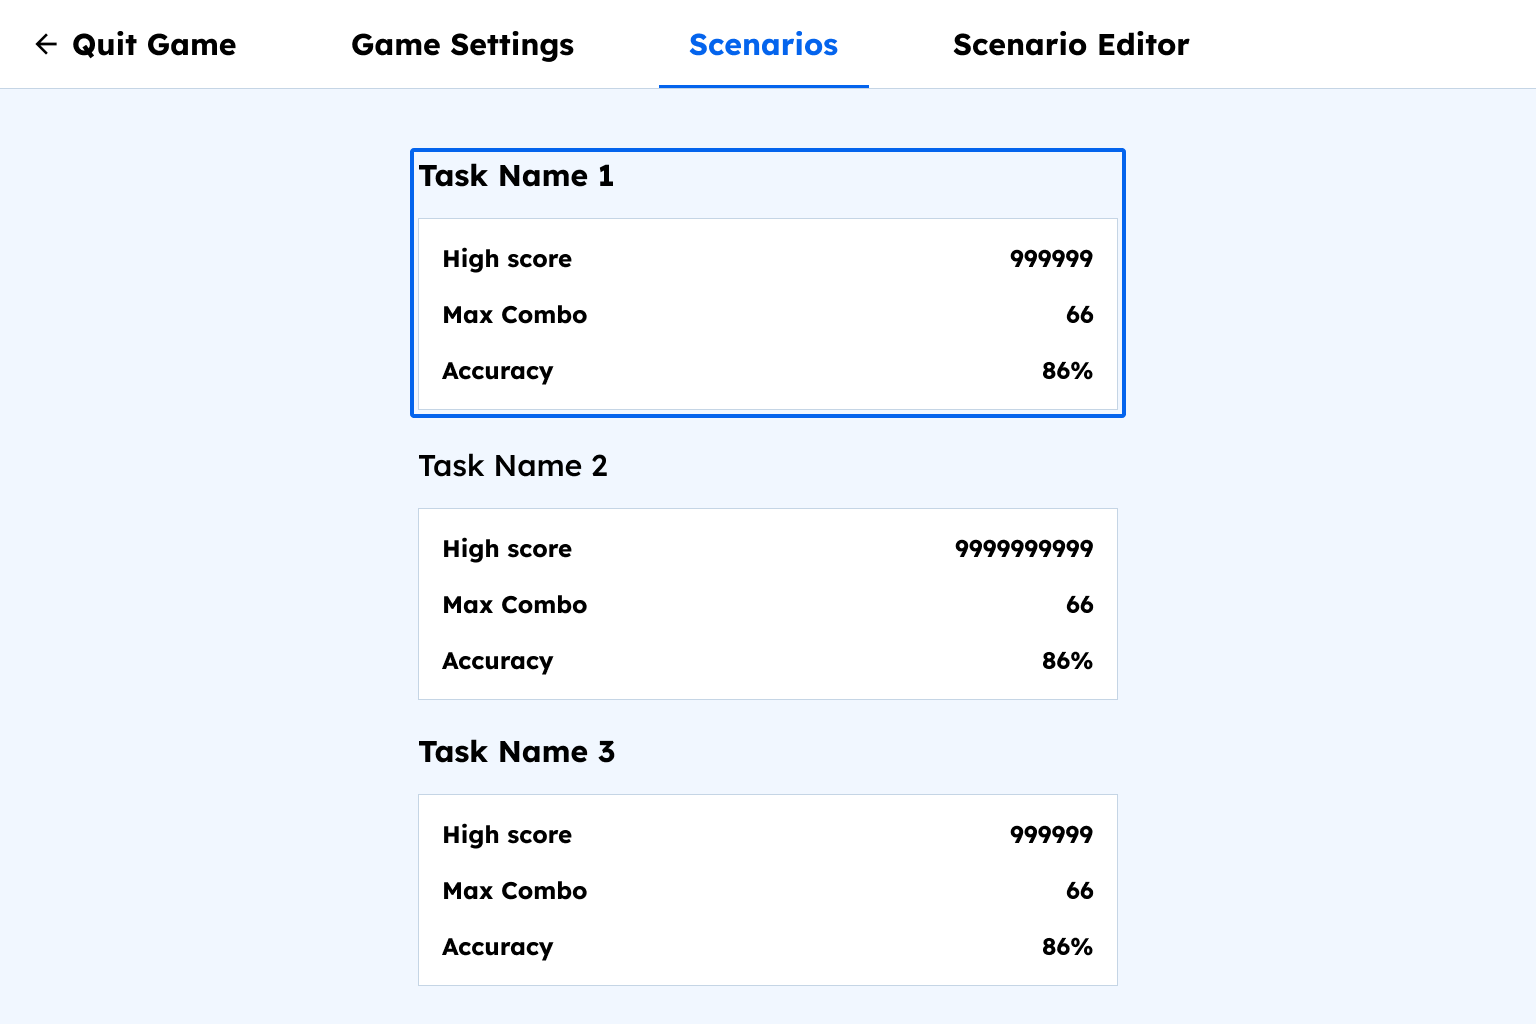 Quit Game Game Settings Scenarios Scenario Editor
Task Name 1
High score 999999
Max Combo 66
Accuracy 86%
Task Name 2
High score 9999999999
Max Combo 66
Accuracy 86%
Task Name 3
High score 999999
Max Combo 66
Accuracy 86%